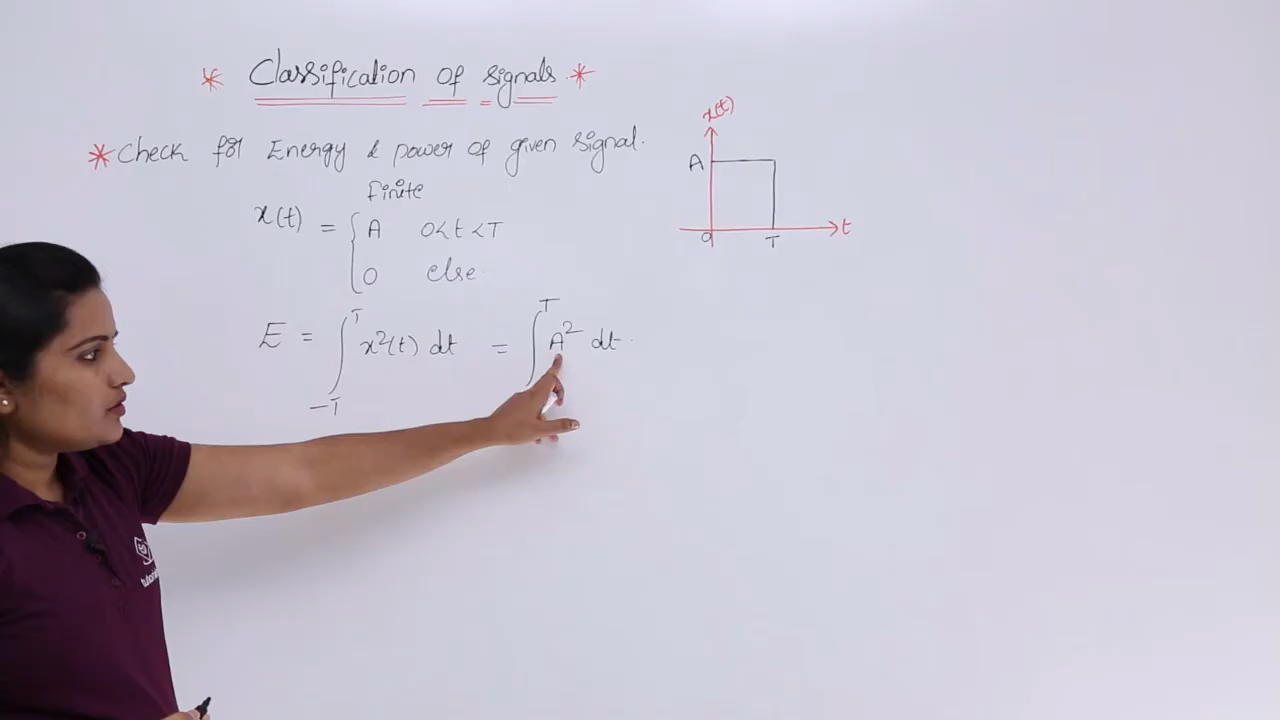 * Classification of signals. *
* Check for Energy & power of given signal.
finite
x(t) = { A 0<t<T
0 else.
E = ∫ T -T x²(t) dt = ∫ T A² dt.
x(t)
A
0 T t